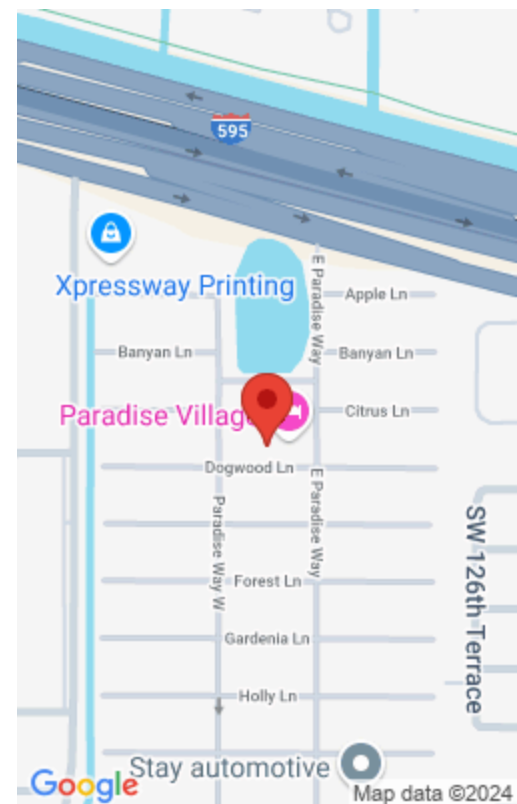 595
Xpressway Printing
E Paradise Way
Apple Ln
Banyan Ln
Banyan Ln
Paradise Village
Citrus Ln
Dogwood Ln
Paradise Way W
E Paradise Way
SW 126th Terrace
Forest Ln
Gardenia Ln
Holly Ln
Stay automotive
Google
Map data ©2024